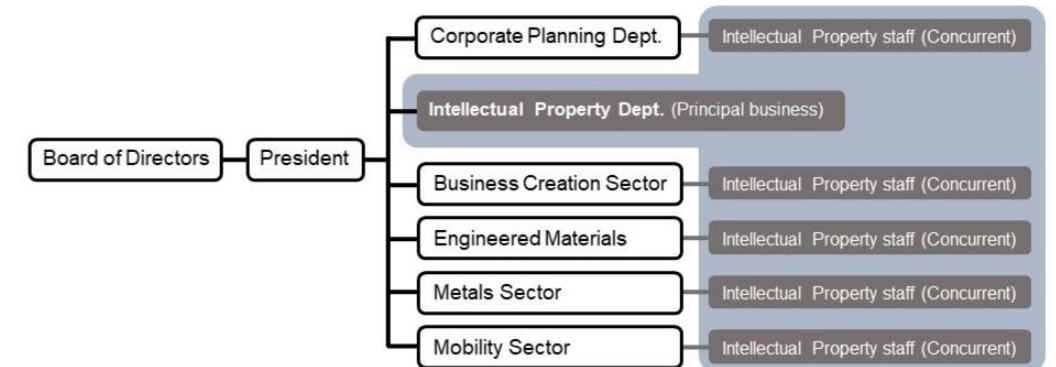 Corporate Planning Dept.
Intellectual Property staff (Concurrent)
Intellectual Property Dept. (Principal business)
Board of Directors
President
Business Creation Sector
Intellectual Property staff (Concurrent)
Engineered Materials
Intellectual Property staff (Concurrent)
Metals Sector
Intellectual Property staff (Concurrent)
Mobility Sector
Intellectual Property staff (Concurrent)